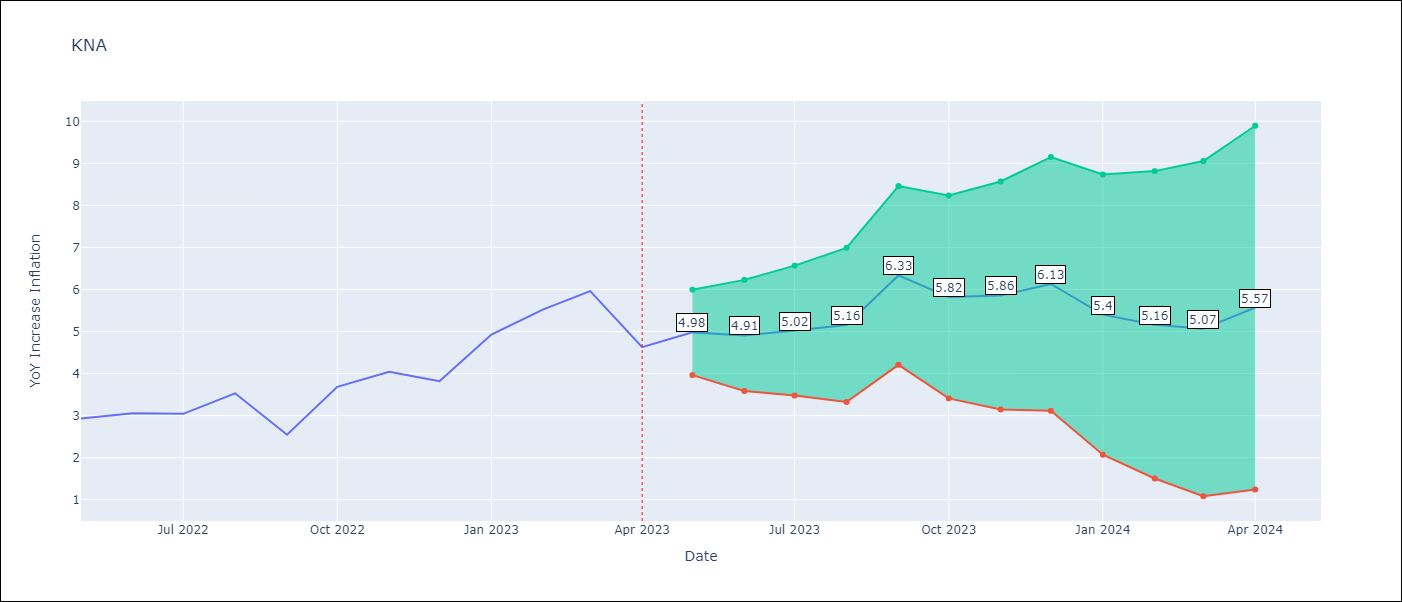 KNA
YoY Increase Inflation
10
9
8
7
6
5
4
3
2
1
4.98
4.91
5.02
5.16
6.33
5.82
5.86
6.13
5.4
5.16
5.07
5.57
Jul 2022
Oct 2022
Jan 2023
Apr 2023
Jul 2023
Oct 2023
Jan 2024
Apr 2024
Date